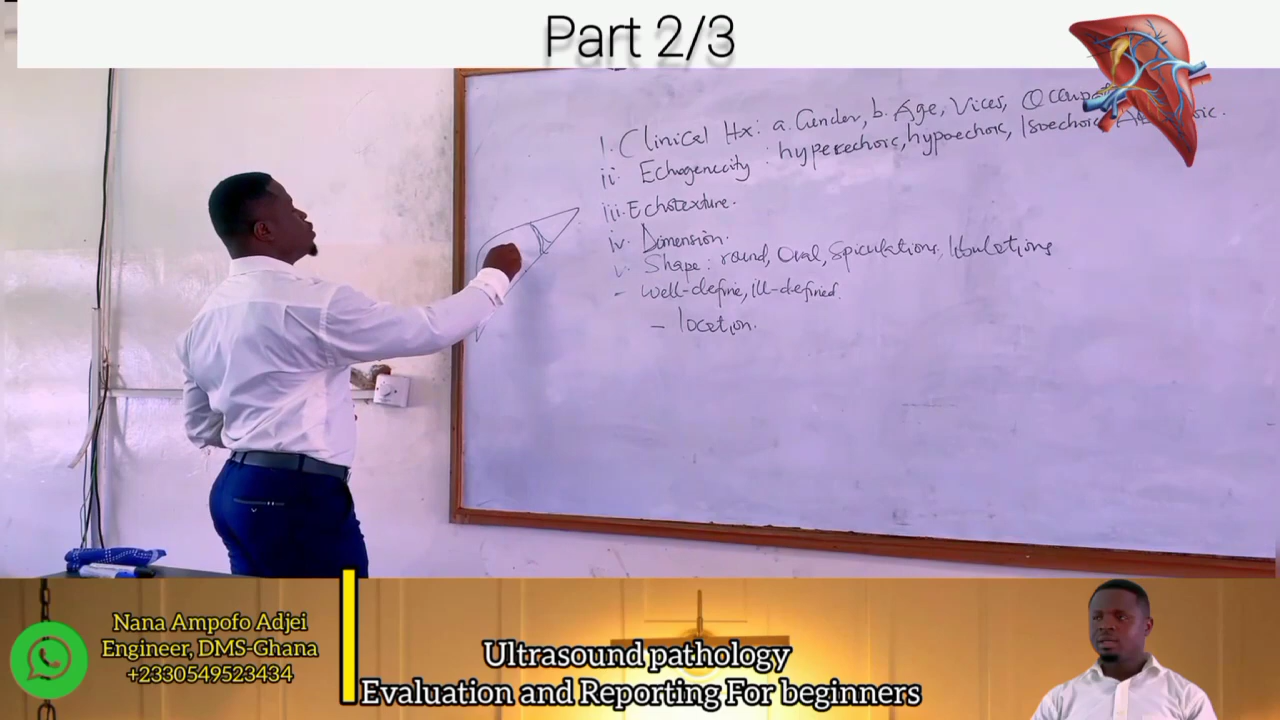 Part 2/3
1. Clinical Hx: a. Gender, b. Age, Vices,
ii. Echogenecity: hyperechoic, hypoechoic, Isoechoic
iii. Echotexture.
iv. Dimension.
v. Shape: round, Oval, Spiculations, lobulations
- well-define, ill-defined.
- location.
Nana Ampofo Adjei
Engineer, DMS-Ghana
+2330549523434
Ultrasound pathology
Evaluation and Reporting For beginners